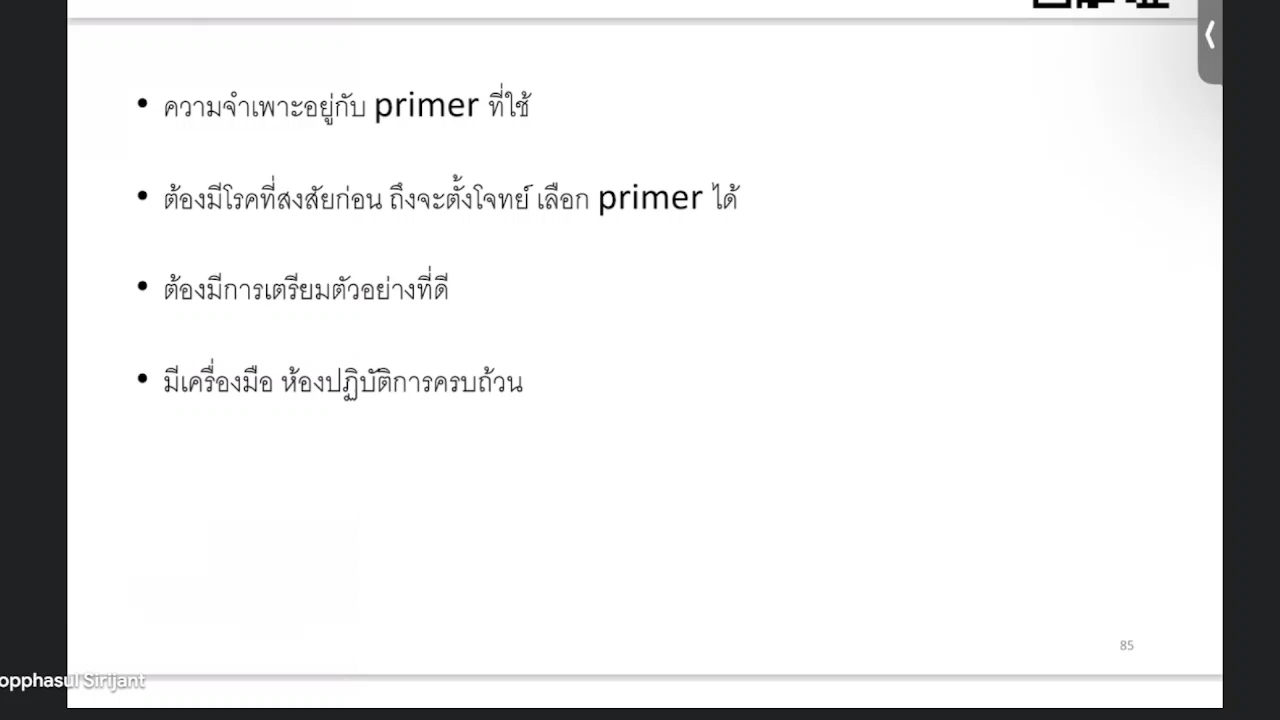 • ความจำเพาะอยู่กับ primer ที่ใช้
• ต้องมีโรคที่สงสัยก่อน ถึงจะตั้งโจทย์ เลือก primer ได้
• ต้องมีการเตรียมตัวอย่างที่ดี
• มีเครื่องมือ ห้องปฏิบัติการครบถ้วน
85
opphasul Sirijant